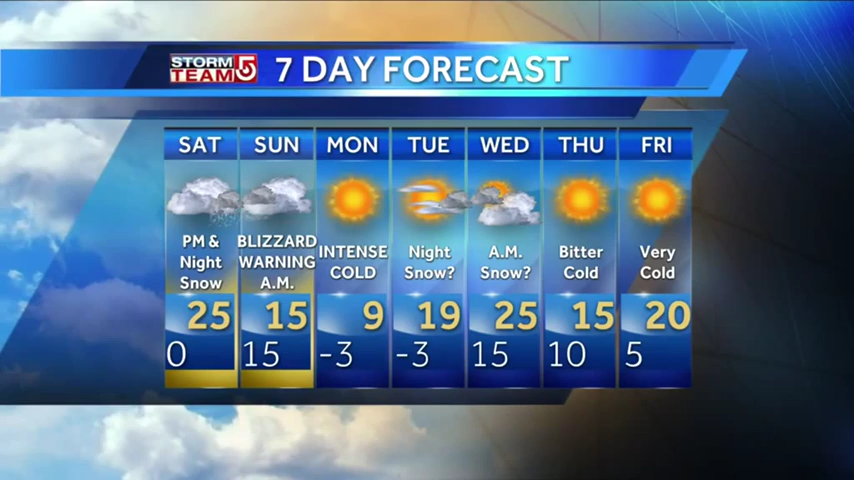 STORM
TEAM 5
7 DAY FORECAST
SAT SUN MON TUE WED THU FRI
PM &
Night
Snow
BLIZZARD
WARNING
A.M.
INTENSE
COLD
Night
Snow?
A.M.
Snow?
Bitter
Cold
Very
Cold
25 15 9 19 25 15 20
0 15 -3 -3 15 10 5